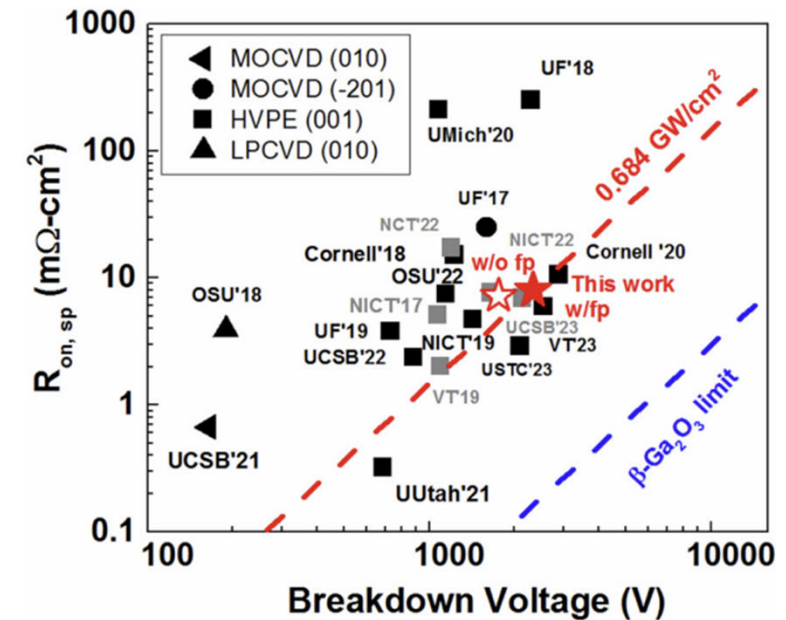 1000
100
10
1
0.1
R_on, sp (mΩ-cm²)
MOCVD (010)
MOCVD (-201)
HVPE (001)
LPCVD (010)
UF'18
UMich'20
0.684 GW/cm²
UF'17
NCT'22
NICT'22
Cornell'18
w/o fp
Cornell '20
OSU'22
This work
w/fp
OSU'18
NICT'17
UCSB'23
UF'19
NICT'19
VT'23
UCSB'22
USTC'23
VT'19
β-Ga₂O₃ limit
UCSB'21
UUtah'21
100
1000
10000
Breakdown Voltage (V)